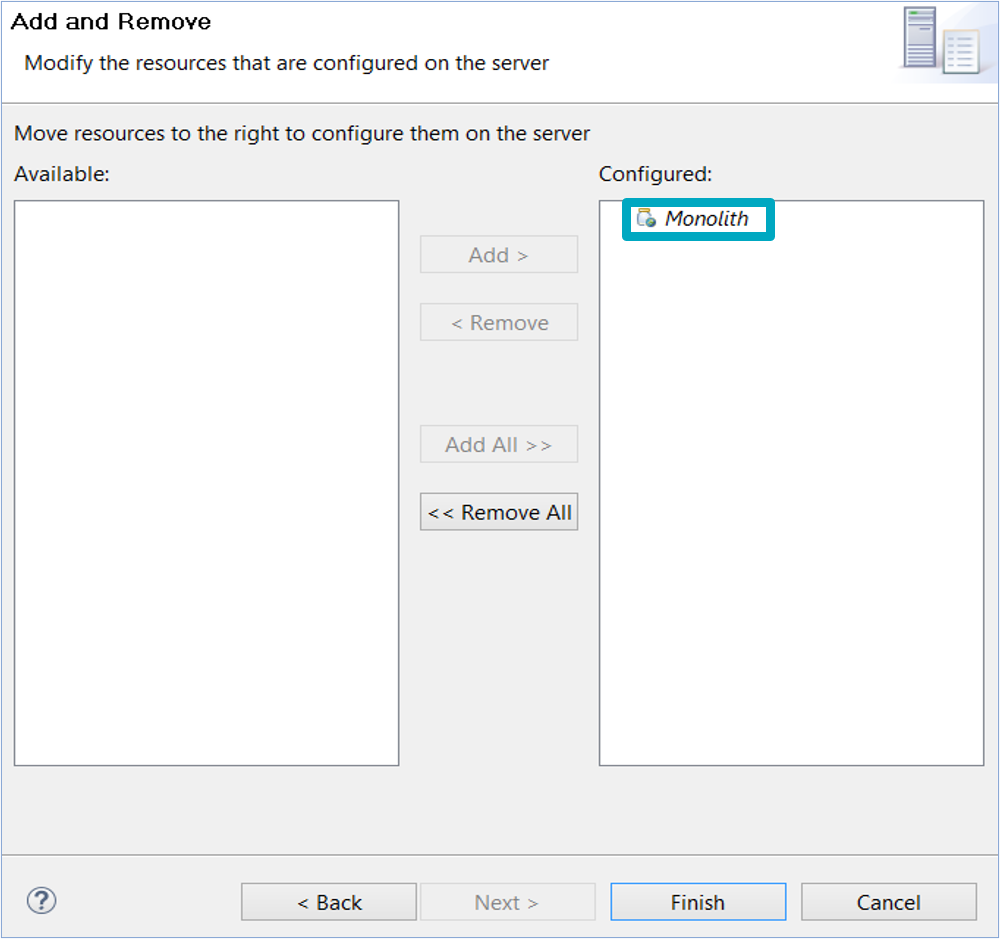 Add and Remove
Modify the resources that are configured on the server
Move resources to the right to configure them on the server
Available:
Configured:
Monolith
Add >
< Remove
Add All >>
<< Remove All
?
< Back
Next >
Finish
Cancel